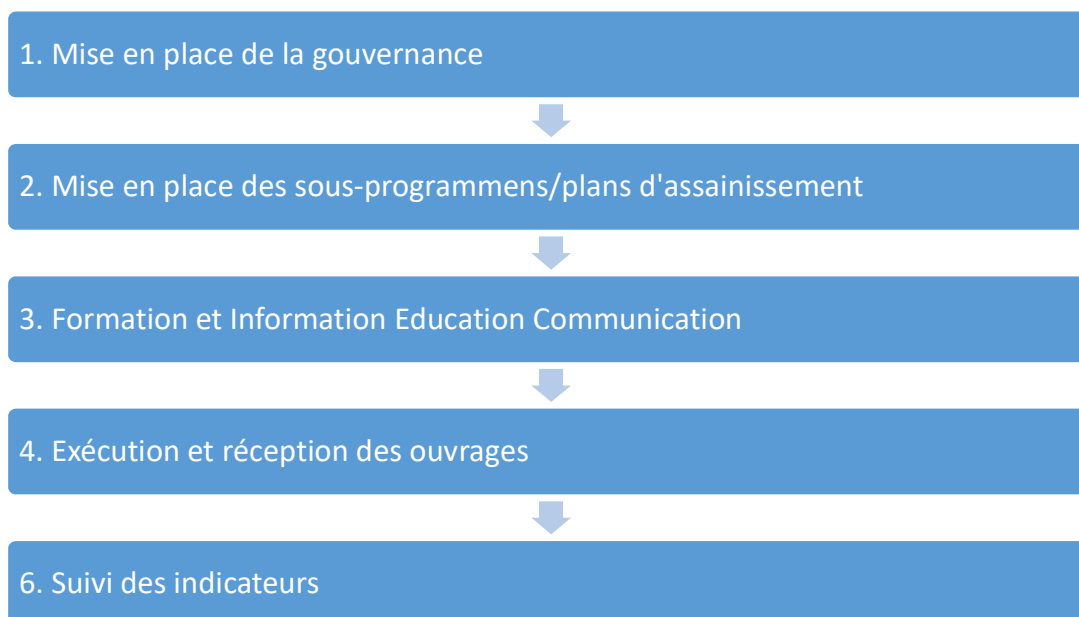 1. Mise en place de la gouvernance
2. Mise en place des sous-programmens/plans d'assainissement
3. Formation et Information Education Communication
4. Exécution et réception des ouvrages
6. Suivi des indicateurs